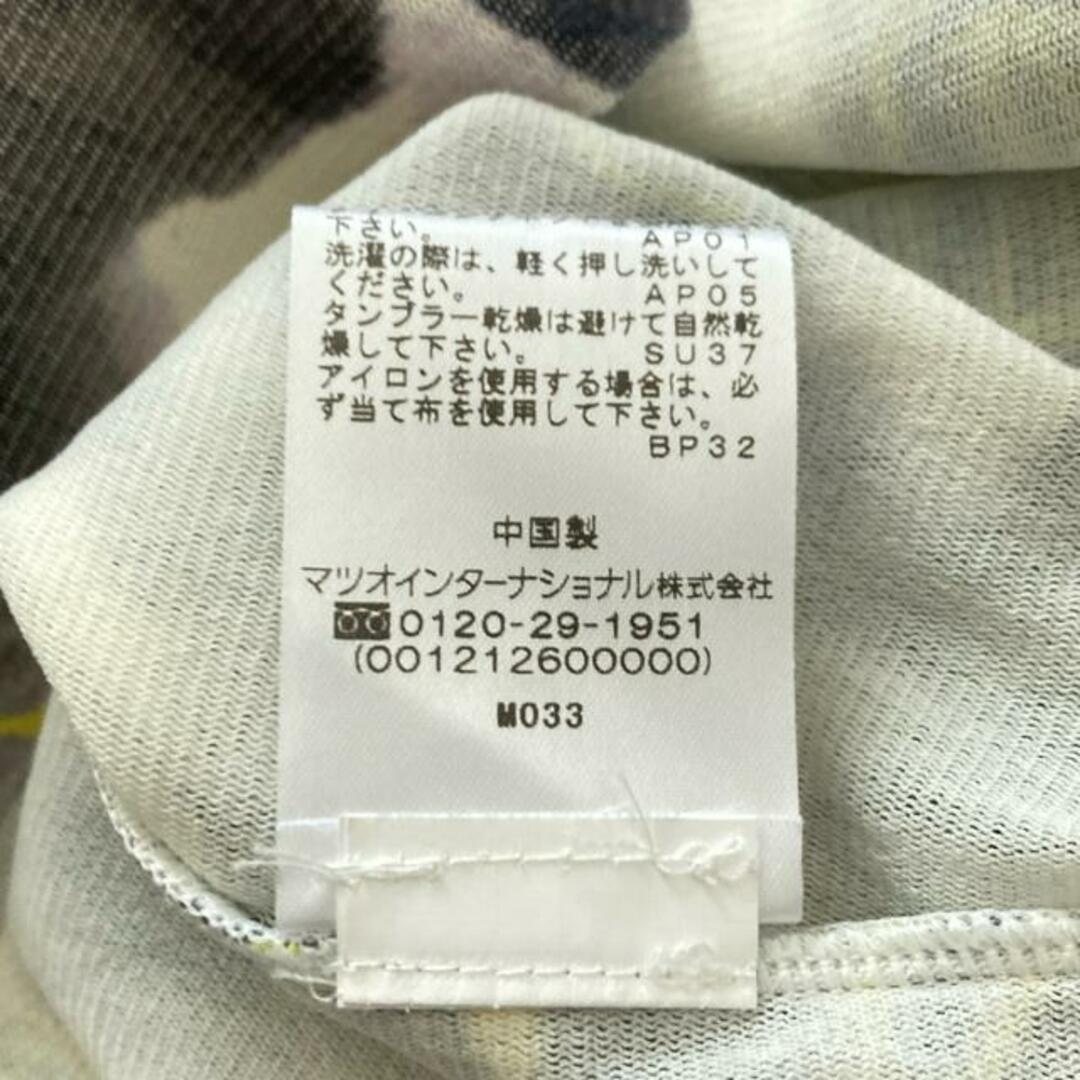 下さい。 AP01
洗濯の際は、軽く押し洗いして
ください。 AP05
タンブラー乾燥は避けて自然乾
燥して下さい。 SU37
アイロンを使用する場合は、必
ず当て布を使用して下さい。
BP32
中国製
マツオインターナショナル株式会社
0120-29-1951
(001212600000)
M033